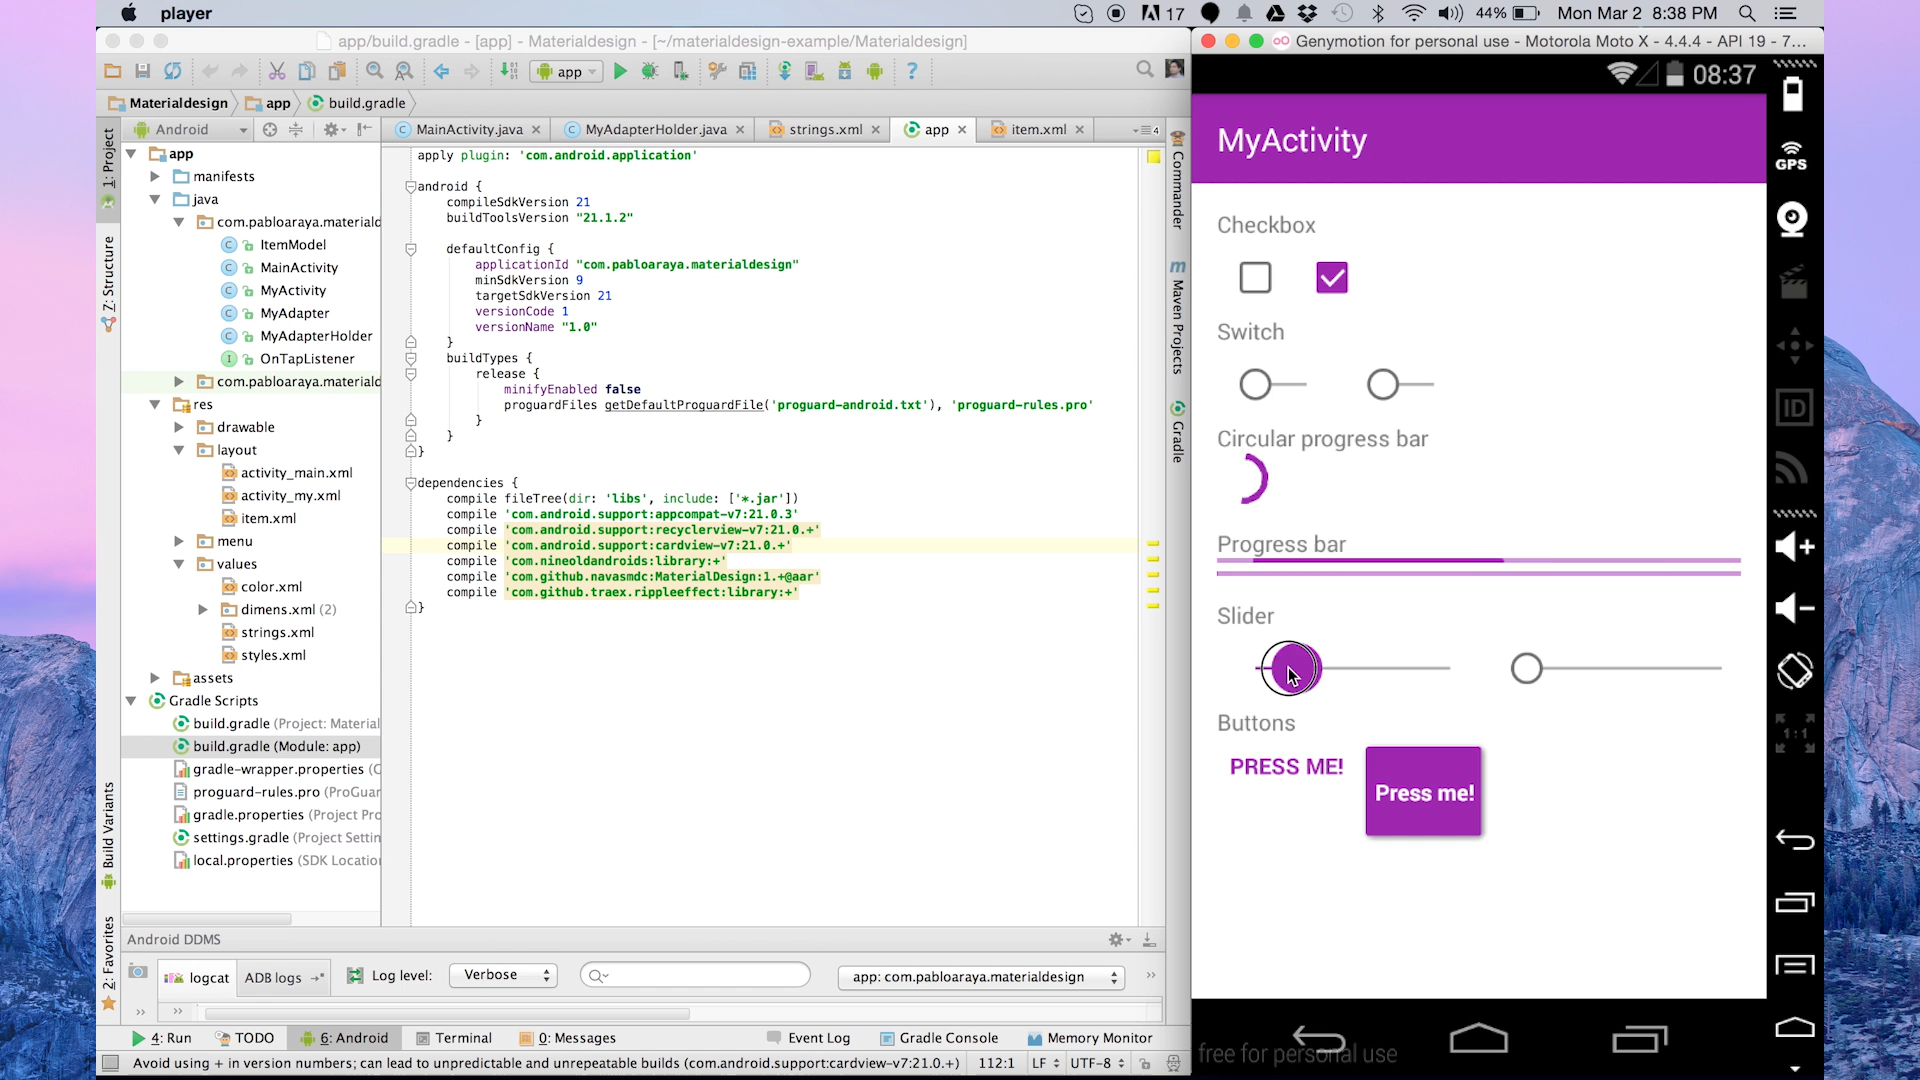 player
17
44%
Mon Mar 2 8:38 PM
app/build.gradle - [app] - Materialdesign - [~/materialdesign-example/Materialdesign]
app
Materialdesign
app
build.gradle
Android
MainActivity.java
MyAdapterHolder.java
strings.xml
app
item.xml
4
1: Project
Z: Structure
Build Variants
2: Favorites
app
manifests
java
com.pabloaraya.materiald
ItemModel
MainActivity
MyActivity
MyAdapter
MyAdapterHolder
OnTapListener
com.pabloaraya.materiald
res
drawable
layout
activity_main.xml
activity_my.xml
item.xml
menu
values
color.xml
dimens.xml (2)
strings.xml
styles.xml
assets
Gradle Scripts
build.gradle (Project: Material
build.gradle (Module: app)
gradle-wrapper.properties (
proguard-rules.pro (ProGuar
gradle.properties (Project Pro
settings.gradle (Project Settin
local.properties (SDK Location
apply plugin: 'com.android.application'
android {
compileSdkVersion 21
buildToolsVersion "21.1.2"
defaultConfig {
applicationId "com.pabloaraya.materialdesign"
minSdkVersion 9
targetSdkVersion 21
versionCode 1
versionName "1.0"
}
buildTypes {
release {
minifyEnabled false
proguardFiles getDefaultProguardFile('proguard-android.txt'), 'proguard-rules.pro'
}
}
}
dependencies {
compile fileTree(dir: 'libs', include: ['*.jar'])
compile 'com.android.support:appcompat-v7:21.0.3'
compile 'com.android.support:recyclerview-v7:21.0.+'
compile 'com.android.support:cardview-v7:21.0.+'
compile 'com.nineoldandroids:library:+'
compile 'com.github.navasmdc:MaterialDesign:1.+@aar'
compile 'com.github.traex.rippleeffect:library:+'
}
Commander
m Maven Projects
Gradle
Android DDMS
logcat
ADB logs
Log level:
Verbose
app: com.pabloaraya.materialdesign
4: Run
TODO
6: Android
Terminal
0: Messages
Event Log
Gradle Console
Memory Monitor
Avoid using + in version numbers; can lead to unpredictable and unrepeatable builds (com.android.support:cardview-v7:21.0.+)
112:1
LF
UTF-8
Genymotion for personal use - Motorola Moto X - 4.4.4 - API 19 - 7...
08:37
MyActivity
Checkbox
Switch
Circular progress bar
Progress bar
Slider
Buttons
PRESS ME!
Press me!
free for personal use
GPS
ID
1:1